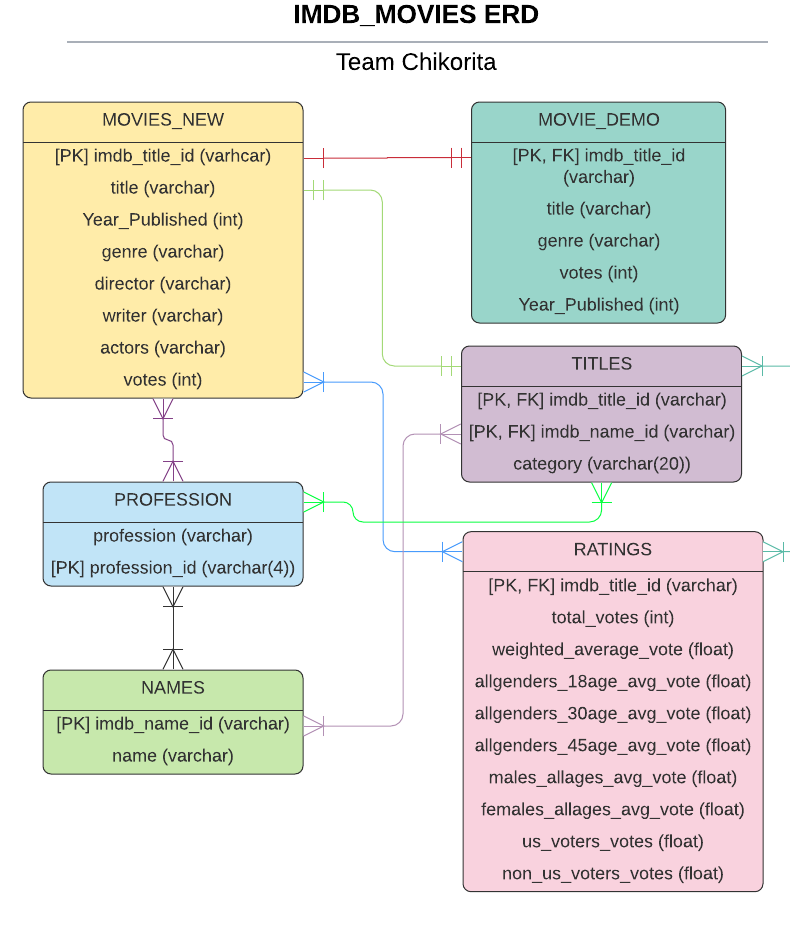 IMDB_MOVIES ERD
Team Chikorita
MOVIES_NEW
[PK] imdb_title_id (varhcar)
title (varchar)
Year_Published (int)
genre (varchar)
director (varchar)
writer (varchar)
actors (varchar)
votes (int)
MOVIE_DEMO
[PK, FK] imdb_title_id
(varchar)
title (varchar)
genre (varchar)
votes (int)
Year_Published (int)
TITLES
[PK, FK] imdb_title_id (varchar)
[PK, FK] imdb_name_id (varchar)
category (varchar(20))
PROFESSION
profession (varchar)
[PK] profession_id (varchar(4))
RATINGS
[PK, FK] imdb_title_id (varchar)
total_votes (int)
weighted_average_vote (float)
allgenders_18age_avg_vote (float)
allgenders_30age_avg_vote (float)
allgenders_45age_avg_vote (float)
males_allages_avg_vote (float)
females_allages_avg_vote (float)
us_voters_votes (float)
non_us_voters_votes (float)
NAMES
[PK] imdb_name_id (varchar)
name (varchar)